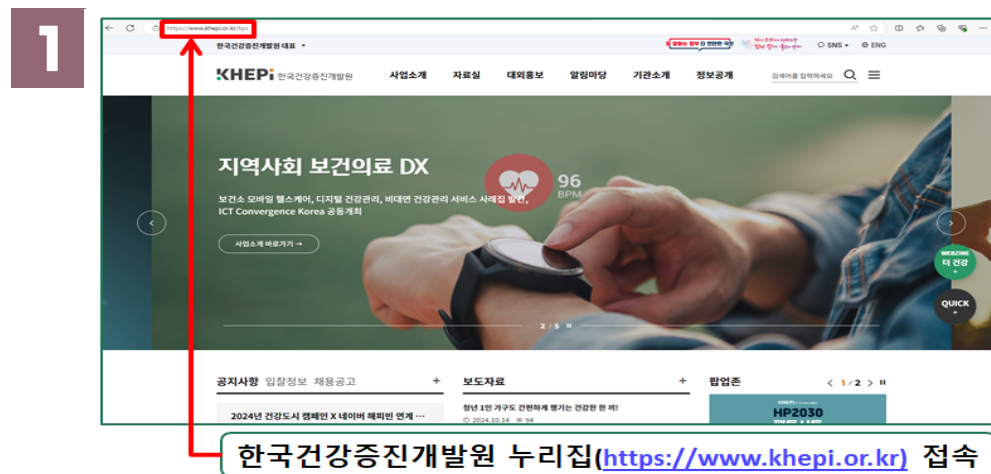 1
https://www.khepi.or.kr/kps
한국건강증진개발원 대표
SNS
ENG
KHEPi 한국건강증진개발원
사업소개 자료실 대외홍보 알림마당 기관소개 정보공개 검색어를 입력하세요
지역사회 보건의료 DX
96
BPM
보건소 모바일 헬스케어, 디지털 건강관리, 비대면 건강관리 서비스 사례집 발간,
ICT Convergence Korea 공동개최
사업소개 바로가기 →
WEBZINE
더 건강
+
QUICK
+
2 / 5 II
공지사항 입찰정보 채용공고 +
보도자료 +
팝업존 < 1 / 2 > II
2024년 건강도시 캠페인 X 네이버 해피빈 연계 ···
청년 1인 가구도 간편하게 챙기는 건강한 한 끼!
2024.10.14 94
HP2030
한국건강증진개발원 누리집(https://www.khepi.or.kr) 접속